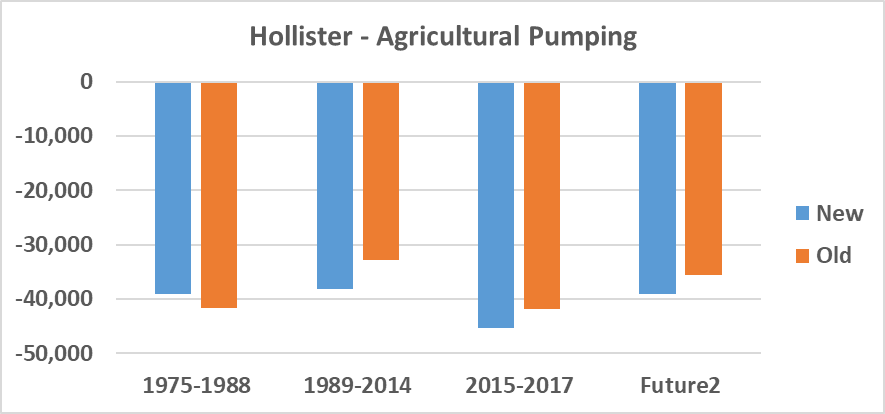 Hollister - Agricultural Pumping
0
-10,000
-20,000
-30,000
-40,000
-50,000
1975-1988 1989-2014 2015-2017 Future2
New
Old